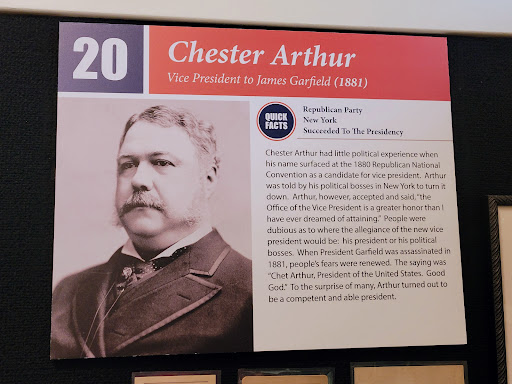 20
Chester Arthur
Vice President to James Garfield (1881)
QUICK
FACTS
Republican Party
New York
Succeeded To The Presidency
Chester Arthur had little political experience when
his name surfaced at the 1880 Republican National
Convention as a candidate for vice president. Arthur
was told by his political bosses in New York to turn it
down. Arthur, however, accepted and said, "the
Office of the Vice President is a greater honor than I
have ever dreamed of attaining." People were
dubious as to where the allegiance of the new vice
president would be: his president or his political
bosses. When President Garfield was assassinated in
1881, people's fears were renewed. The saying was
"Chet Arthur, President of the United States. Good
God." To the surprise of many, Arthur turned out to
be a competent and able president.